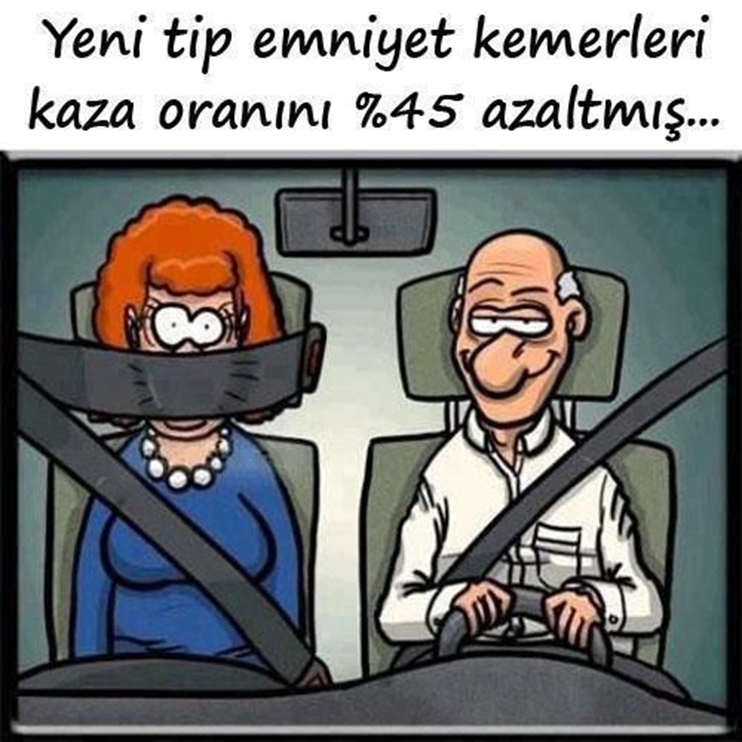 Yeni tip emniyet kemerleri
kaza oranını %45 azaltmış...